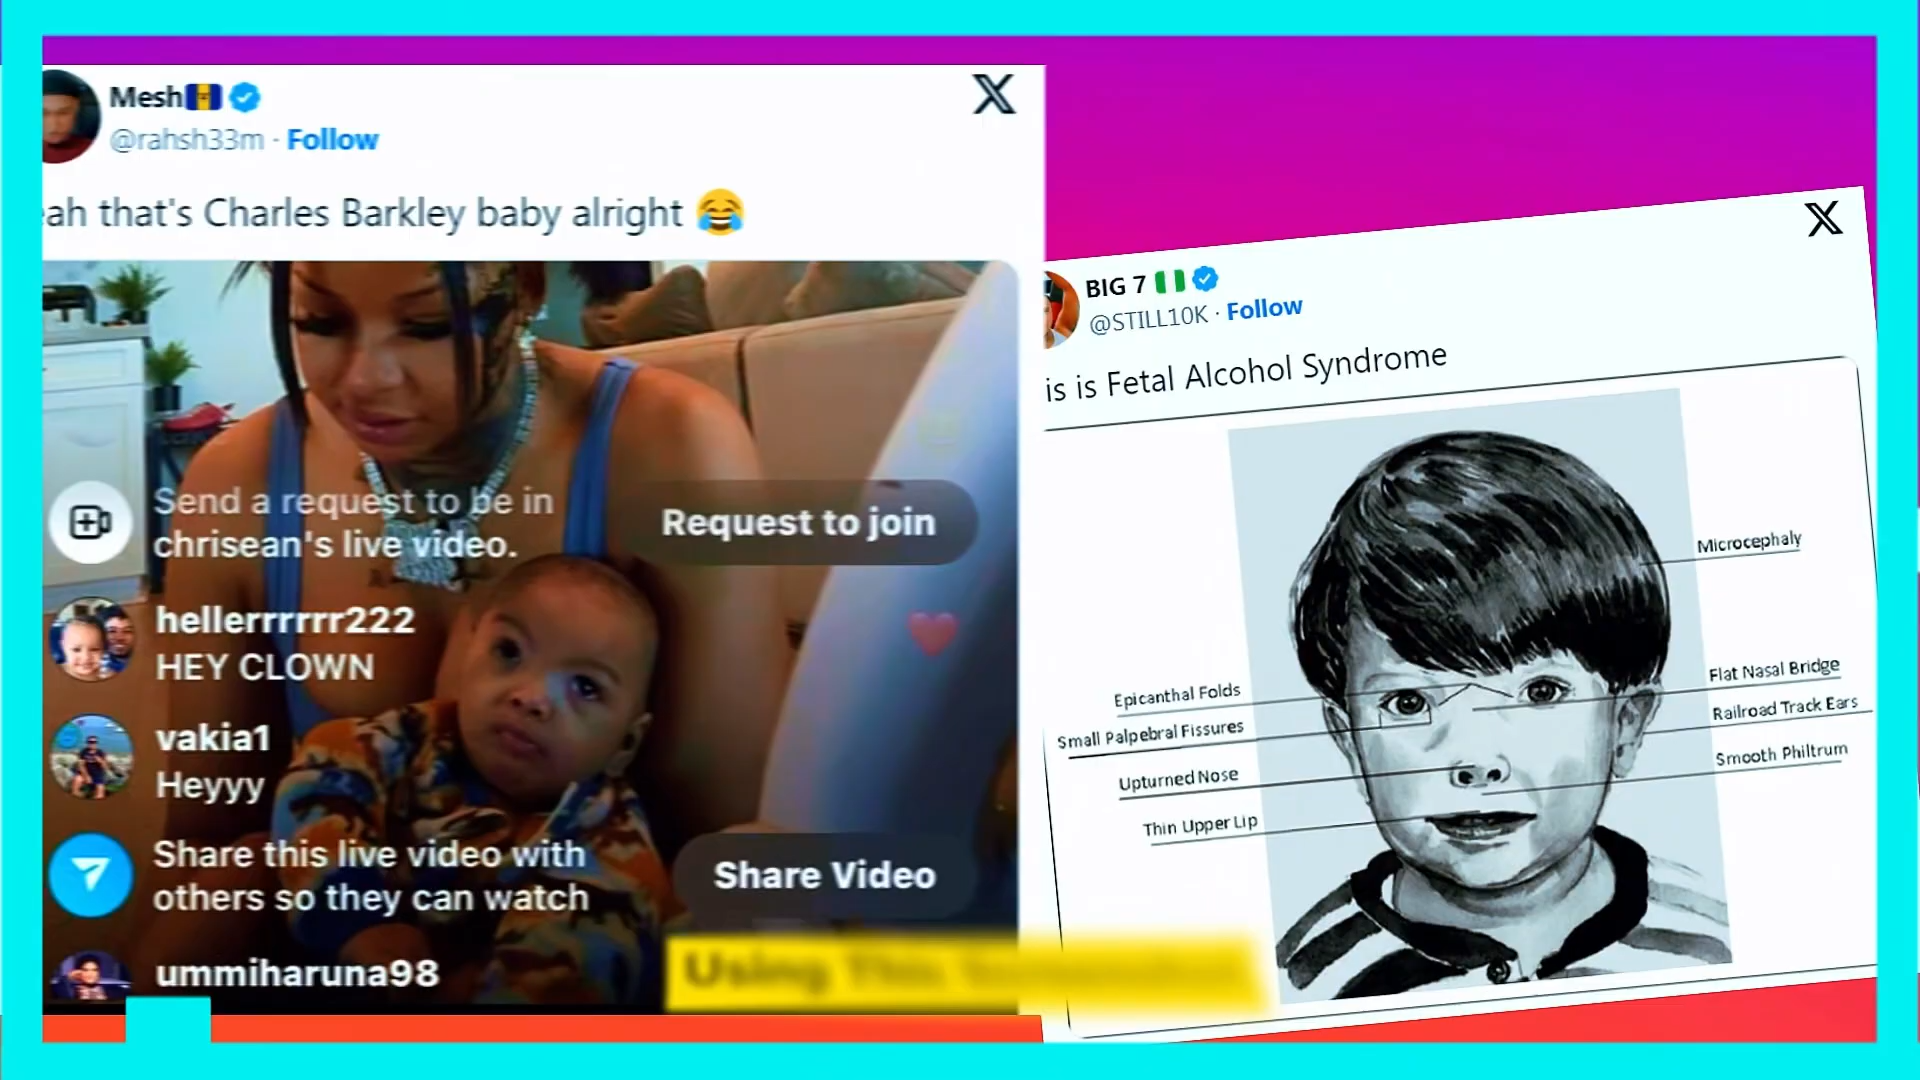 Mesh
@rahsh33m · Follow
eah that's Charles Barkley baby alright 😂
Send a request to be in
chrisean's live video.
Request to join
hellerrrrrr222
HEY CLOWN
vakia1
Heyyy
Share this live video with
others so they can watch
Share Video
ummiharuna98
Using This
BIG 7
@STILL10K · Follow
is is Fetal Alcohol Syndrome
Microcephaly
Epicanthal Folds
Flat Nasal Bridge
Small Palpebral Fissures
Railroad Track Ears
Upturned Nose
Smooth Philtrum
Thin Upper Lip